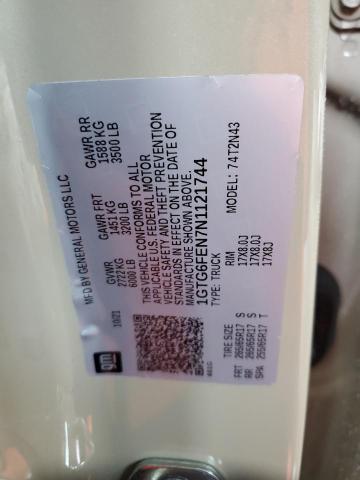 MFD BY GENERAL MOTORS LLC
10/21
GVWR
2722 KG
6000 LB
GAWR FRT
1451 KG
3200 LB
GAWR RR
1588 KG
3500 LB
THIS VEHICLE CONFORMS TO ALL
APPLICABLE U.S. FEDERAL MOTOR
VEHICLE SAFETY AND THEFT PREVENTION
STANDARDS IN EFFECT ON THE DATE OF
MANUFACTURE SHOWN ABOVE.
1GTG6FEN7N1121744
TYPE: TRUCK MODEL: 74T2N43
TIRE SIZE RIM
FRT 265/65R17 S 17X8.0J
RR 265/65R17 S 17X8.0J
SPA 255/65R17 T 17X8J
gm